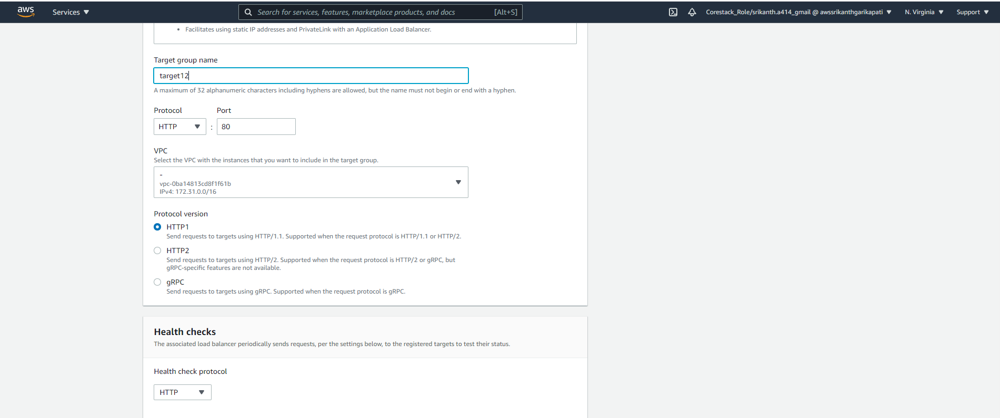 aws Services Search for services, features, marketplace products, and docs [Alt+S] Corestack_Role/srikanth.a414_gmail @ awssrikanthgarikapati N. Virginia Support
• Facilitates using static IP addresses and PrivateLink with an Application Load Balancer.
Target group name
target12
A maximum of 32 alphanumeric characters including hyphens are allowed, but the name must not begin or end with a hyphen.
Protocol Port
HTTP : 80
VPC
Select the VPC with the instances that you want to include in the target group.
-
vpc-0ba14813cd8f1f61b
IPv4: 172.31.0.0/16
Protocol version
HTTP1
Send requests to targets using HTTP/1.1. Supported when the request protocol is HTTP/1.1 or HTTP/2.
HTTP2
Send requests to targets using HTTP/2. Supported when the request protocol is HTTP/2 or gRPC, but
gRPC-specific features are not available.
gRPC
Send requests to targets using gRPC. Supported when the request protocol is gRPC.
Health checks
The associated load balancer periodically sends requests, per the settings below, to the registered targets to test their status.
Health check protocol
HTTP